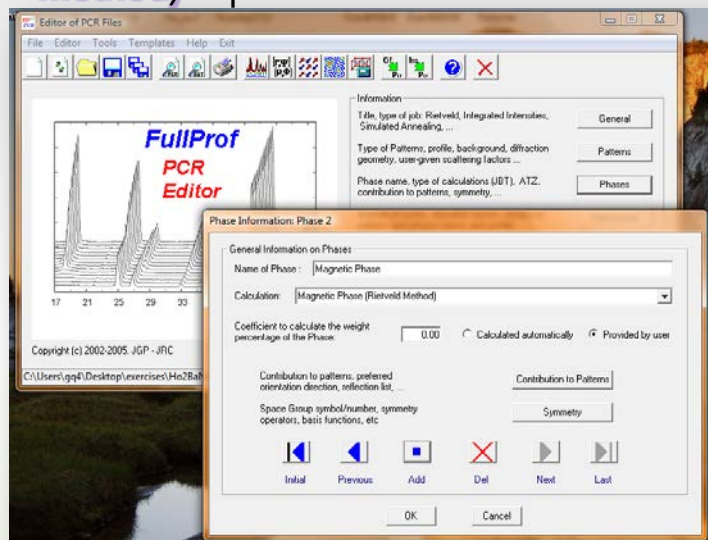 Editor of PCR Files
File Editor Tools Templates Help Exit
Information
Title, type of job: Rietveld, Integrated Intensities,
Simulated Annealing, ...
General
Type of Patterns, profile, background, diffraction
geometry, user-given scattering factors ...
Patterns
Phase name, type of calculations (JBT), ATZ,
contribution to patterns, symmetry, ...
Phases
FullProf
PCR
Editor
17 21 25 29 33
Copyright (c) 2002-2005. JGP - JRC
C:\Users\gq4\Desktop\exercises\Ho2BaN
Phase Information: Phase 2
General Information on Phases
Name of Phase : Magnetic Phase
Calculation: Magnetic Phase (Rietveld Method)
Coefficient to calculate the weight
percentage of the Phase: 0.00 Calculated automatically Provided by user
Contribution to patterns, preferred
orientation direction, reflection list, ...
Contribution to Patterns
Space Group symbol/number, symmetry
operators, basis functions, etc
Symmetry
Initial Previous Add Del Next Last
OK Cancel